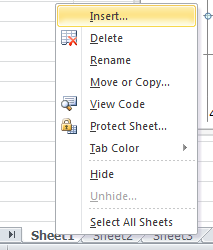 Insert...
Delete
Rename
Move or Copy...
View Code
Protect Sheet...
Tab Color
Hide
Unhide...
Select All Sheets
Sheet1 Sheet2 Sheet3